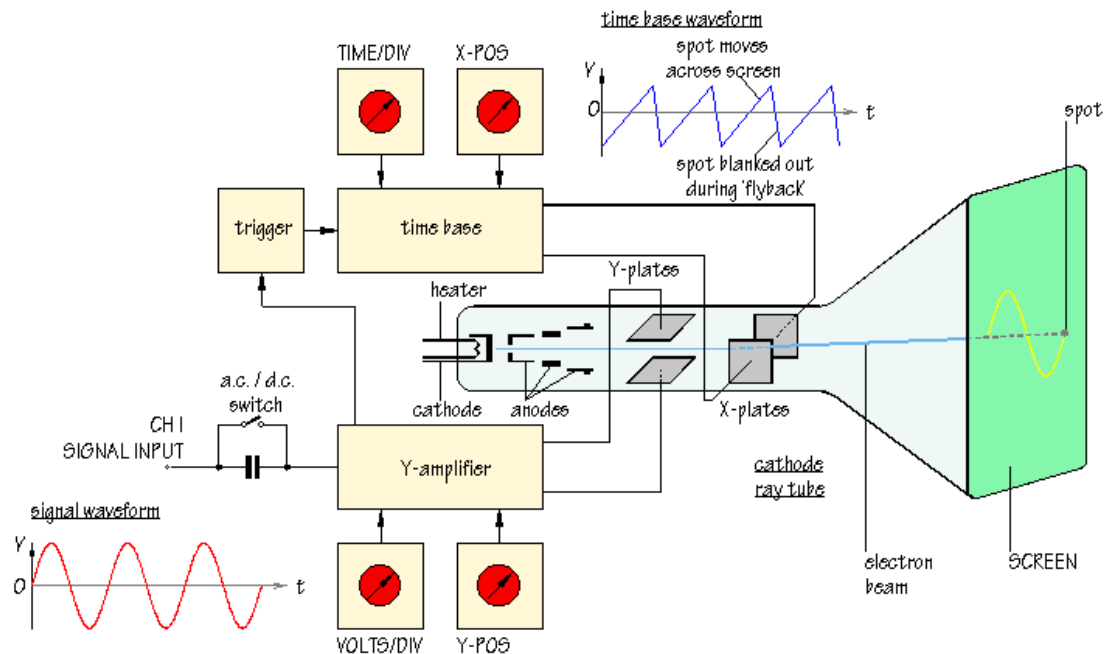 time base waveform
TIME/DIV
X-POS
spot moves
across screen
V
O
t
spot
spot blanked out
during 'flyback'
trigger
time base
Y-plates
heater
cathode
anodes
X-plates
a.c. / d.c.
switch
CH I
SIGNAL INPUT
Y-amplifier
cathode
ray tube
signal waveform
V
O
t
electron
beam
SCREEN
VOLTS/DIV
Y-POS